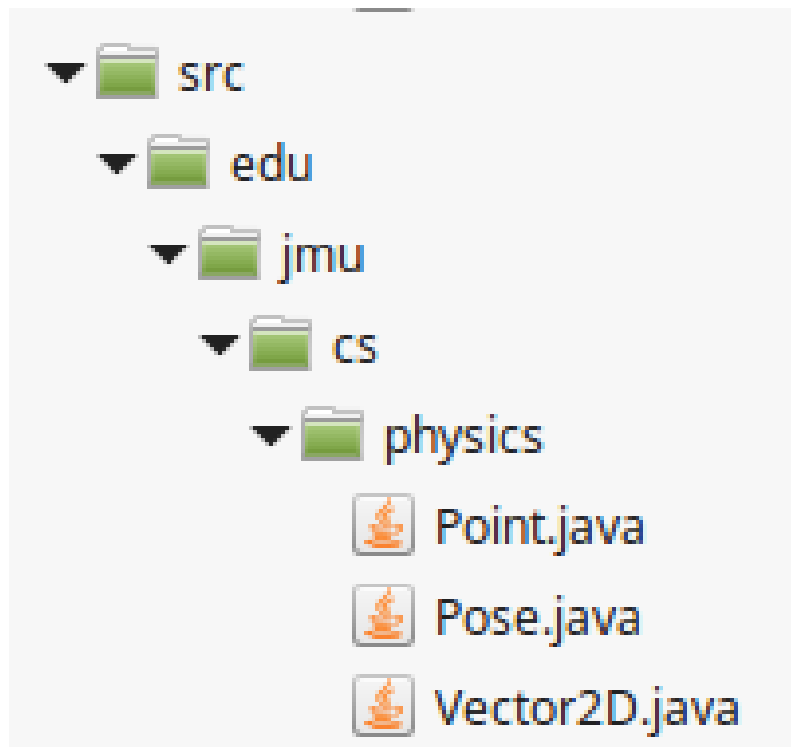 src
edu
jmu
cs
physics
Point.java
Pose.java
Vector2D.java